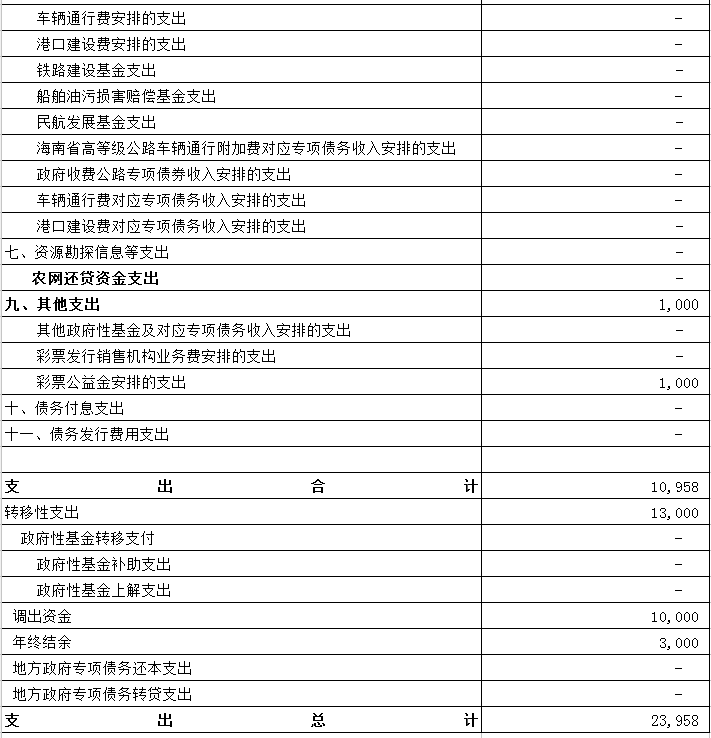 车辆通行费安排的支出 –
港口建设费安排的支出 –
铁路建设基金支出 –
船舶油污损害赔偿基金支出 –
民航发展基金支出 –
海南省高等级公路车辆通行附加费对应专项债务收入安排的支出 –
政府收费公路专项债券收入安排的支出 –
车辆通行费对应专项债务收入安排的支出 –
港口建设费对应专项债务收入安排的支出 –
七、资源勘探信息等支出 –
农网还贷资金支出 –
九、其他支出 1,000
其他政府性基金及对应专项债务收入安排的支出 –
彩票发行销售机构业务费安排的支出 –
彩票公益金安排的支出 1,000
十、债务付息支出 –
十一、债务发行费用支出 –
支出合计 10,958
转移性支出 13,000
政府性基金转移支付 –
政府性基金补助支出 –
政府性基金上解支出 –
调出资金 10,000
年终结余 3,000
地方政府专项债务还本支出 –
地方政府专项债务转贷支出 –
支出总计 23,958